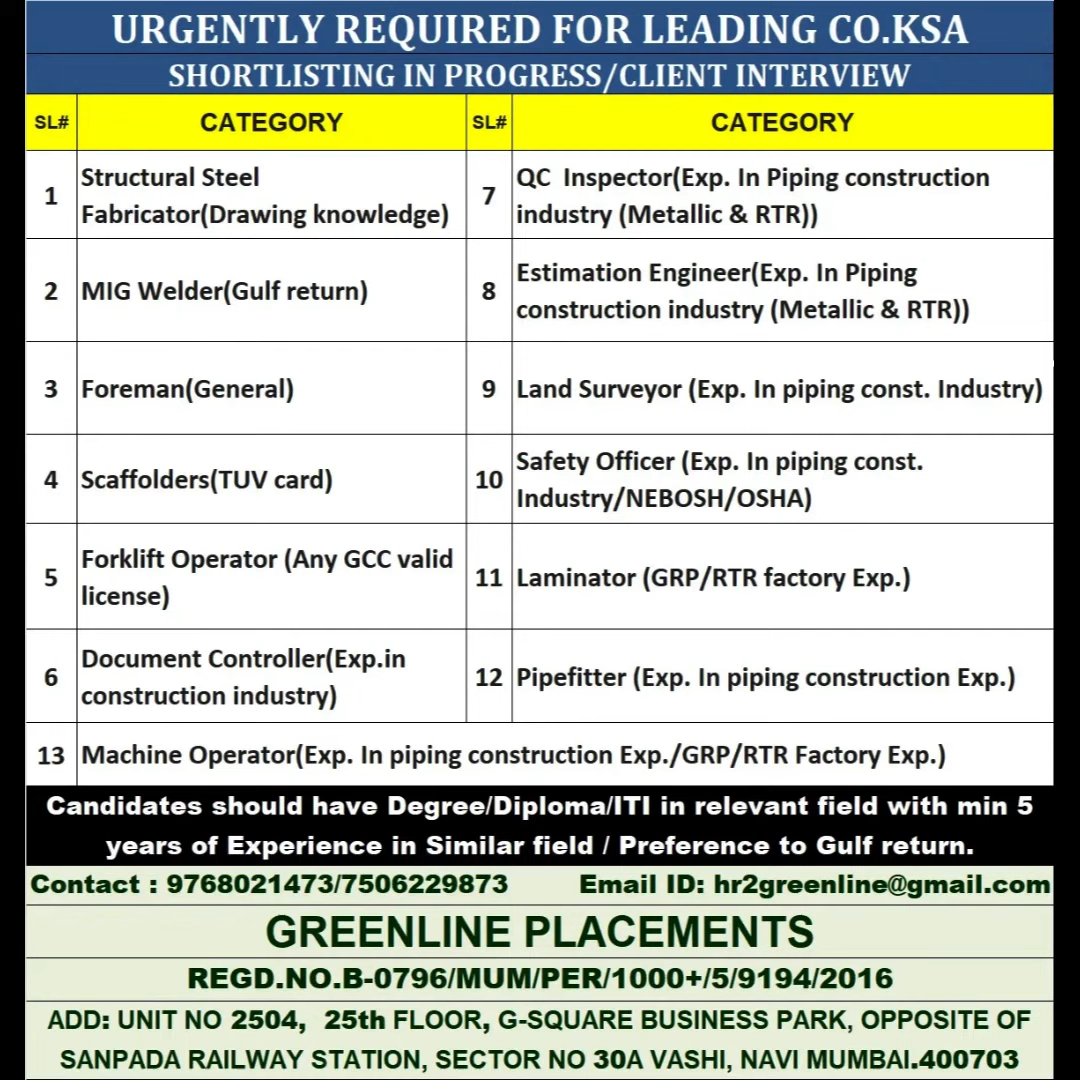 URGENTLY REQUIRED FOR LEADING CO.KSA
SHORTLISTING IN PROGRESS/CLIENT INTERVIEW
SL# CATEGORY SL# CATEGORY
1 Structural Steel
Fabricator(Drawing knowledge)
7 QC Inspector(Exp. In Piping construction
industry (Metallic & RTR))
2 MIG Welder(Gulf return)
8 Estimation Engineer(Exp. In Piping
construction industry (Metallic & RTR))
3 Foreman(General)
9 Land Surveyor (Exp. In piping const. Industry)
4 Scaffolders(TUV card)
10 Safety Officer (Exp. In piping const.
Industry/NEBOSH/OSHA)
5 Forklift Operator (Any GCC valid
license)
11 Laminator (GRP/RTR factory Exp.)
6 Document Controller(Exp.in
construction industry)
12 Pipefitter (Exp. In piping construction Exp.)
13 Machine Operator(Exp. In piping construction Exp./GRP/RTR Factory Exp.)
Candidates should have Degree/Diploma/ITI in relevant field with min 5
years of Experience in Similar field / Preference to Gulf return.
Contact : 9768021473/7506229873 Email ID: hr2greenline@gmail.com
GREENLINE PLACEMENTS
REGD.NO.B-0796/MUM/PER/1000+/5/9194/2016
ADD: UNIT NO 2504, 25th FLOOR, G-SQUARE BUSINESS PARK, OPPOSITE OF
SANPADA RAILWAY STATION, SECTOR NO 30A VASHI, NAVI MUMBAI.400703